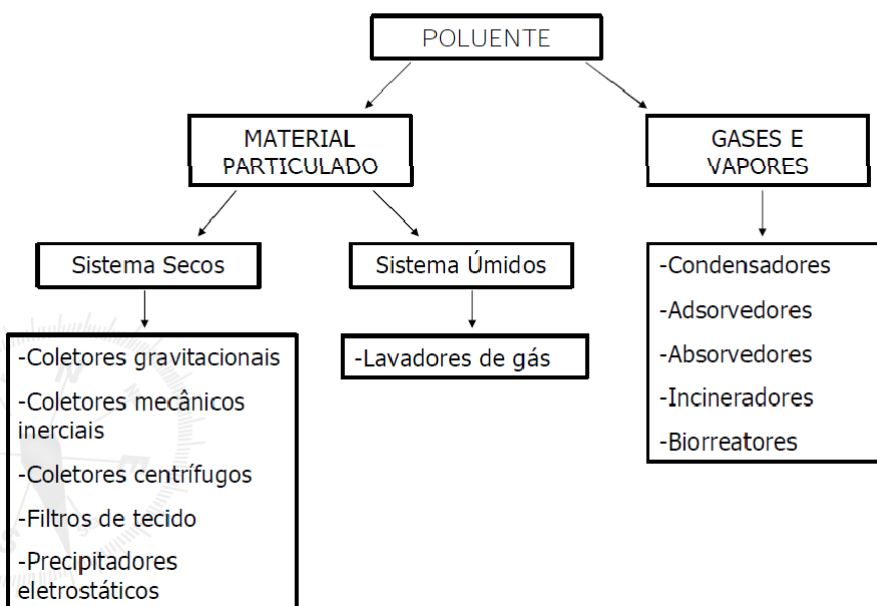 POLUENTE
MATERIAL
PARTICULADO
GASES E
VAPORES
Sistema Secos
Sistema Úmidos
-Coletores gravitacionais
-Coletores mecânicos
inerciais
-Coletores centrífugos
-Filtros de tecido
-Precipitadores
eletrostáticos
-Lavadores de gás
-Condensadores
-Adsorvedores
-Absorvedores
-Incineradores
-Biorreatores